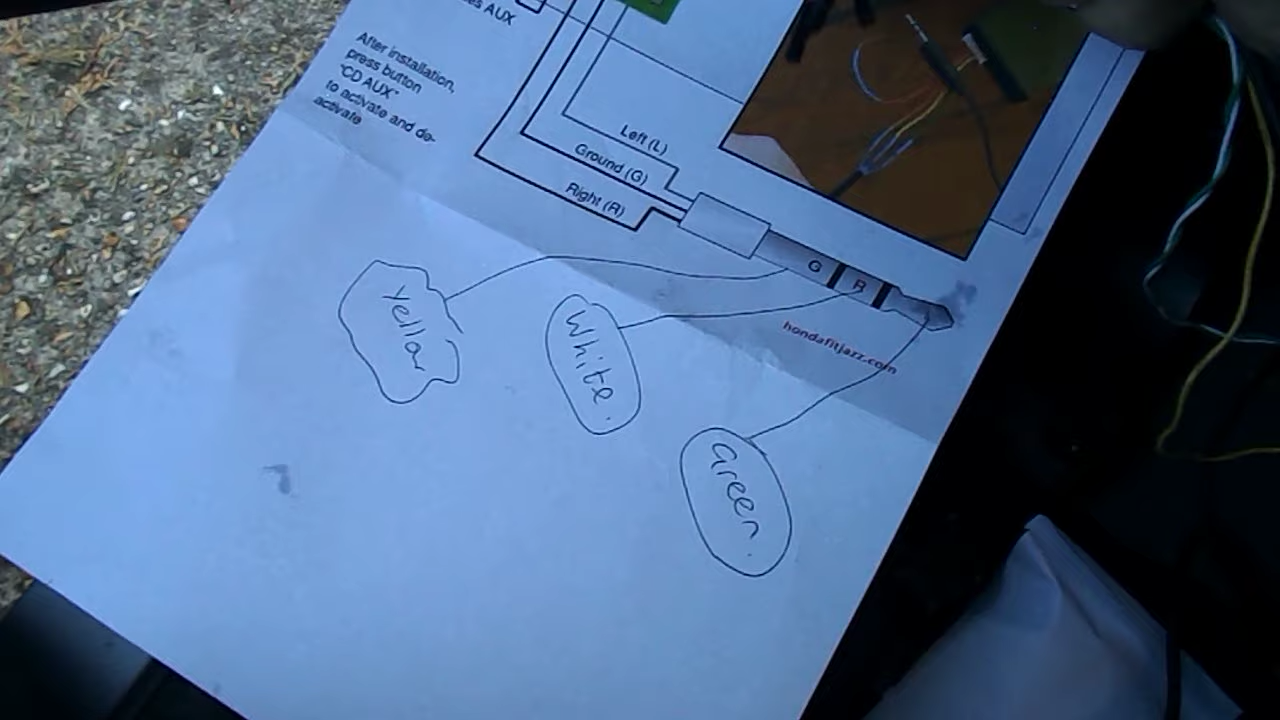 AUX
After installation,
press button
"CD AUX"
to activate and de-
activate
Left (L)
Ground (G)
Right (R)
G
R
hondafitjazz.com
Yellow
White.
Green.